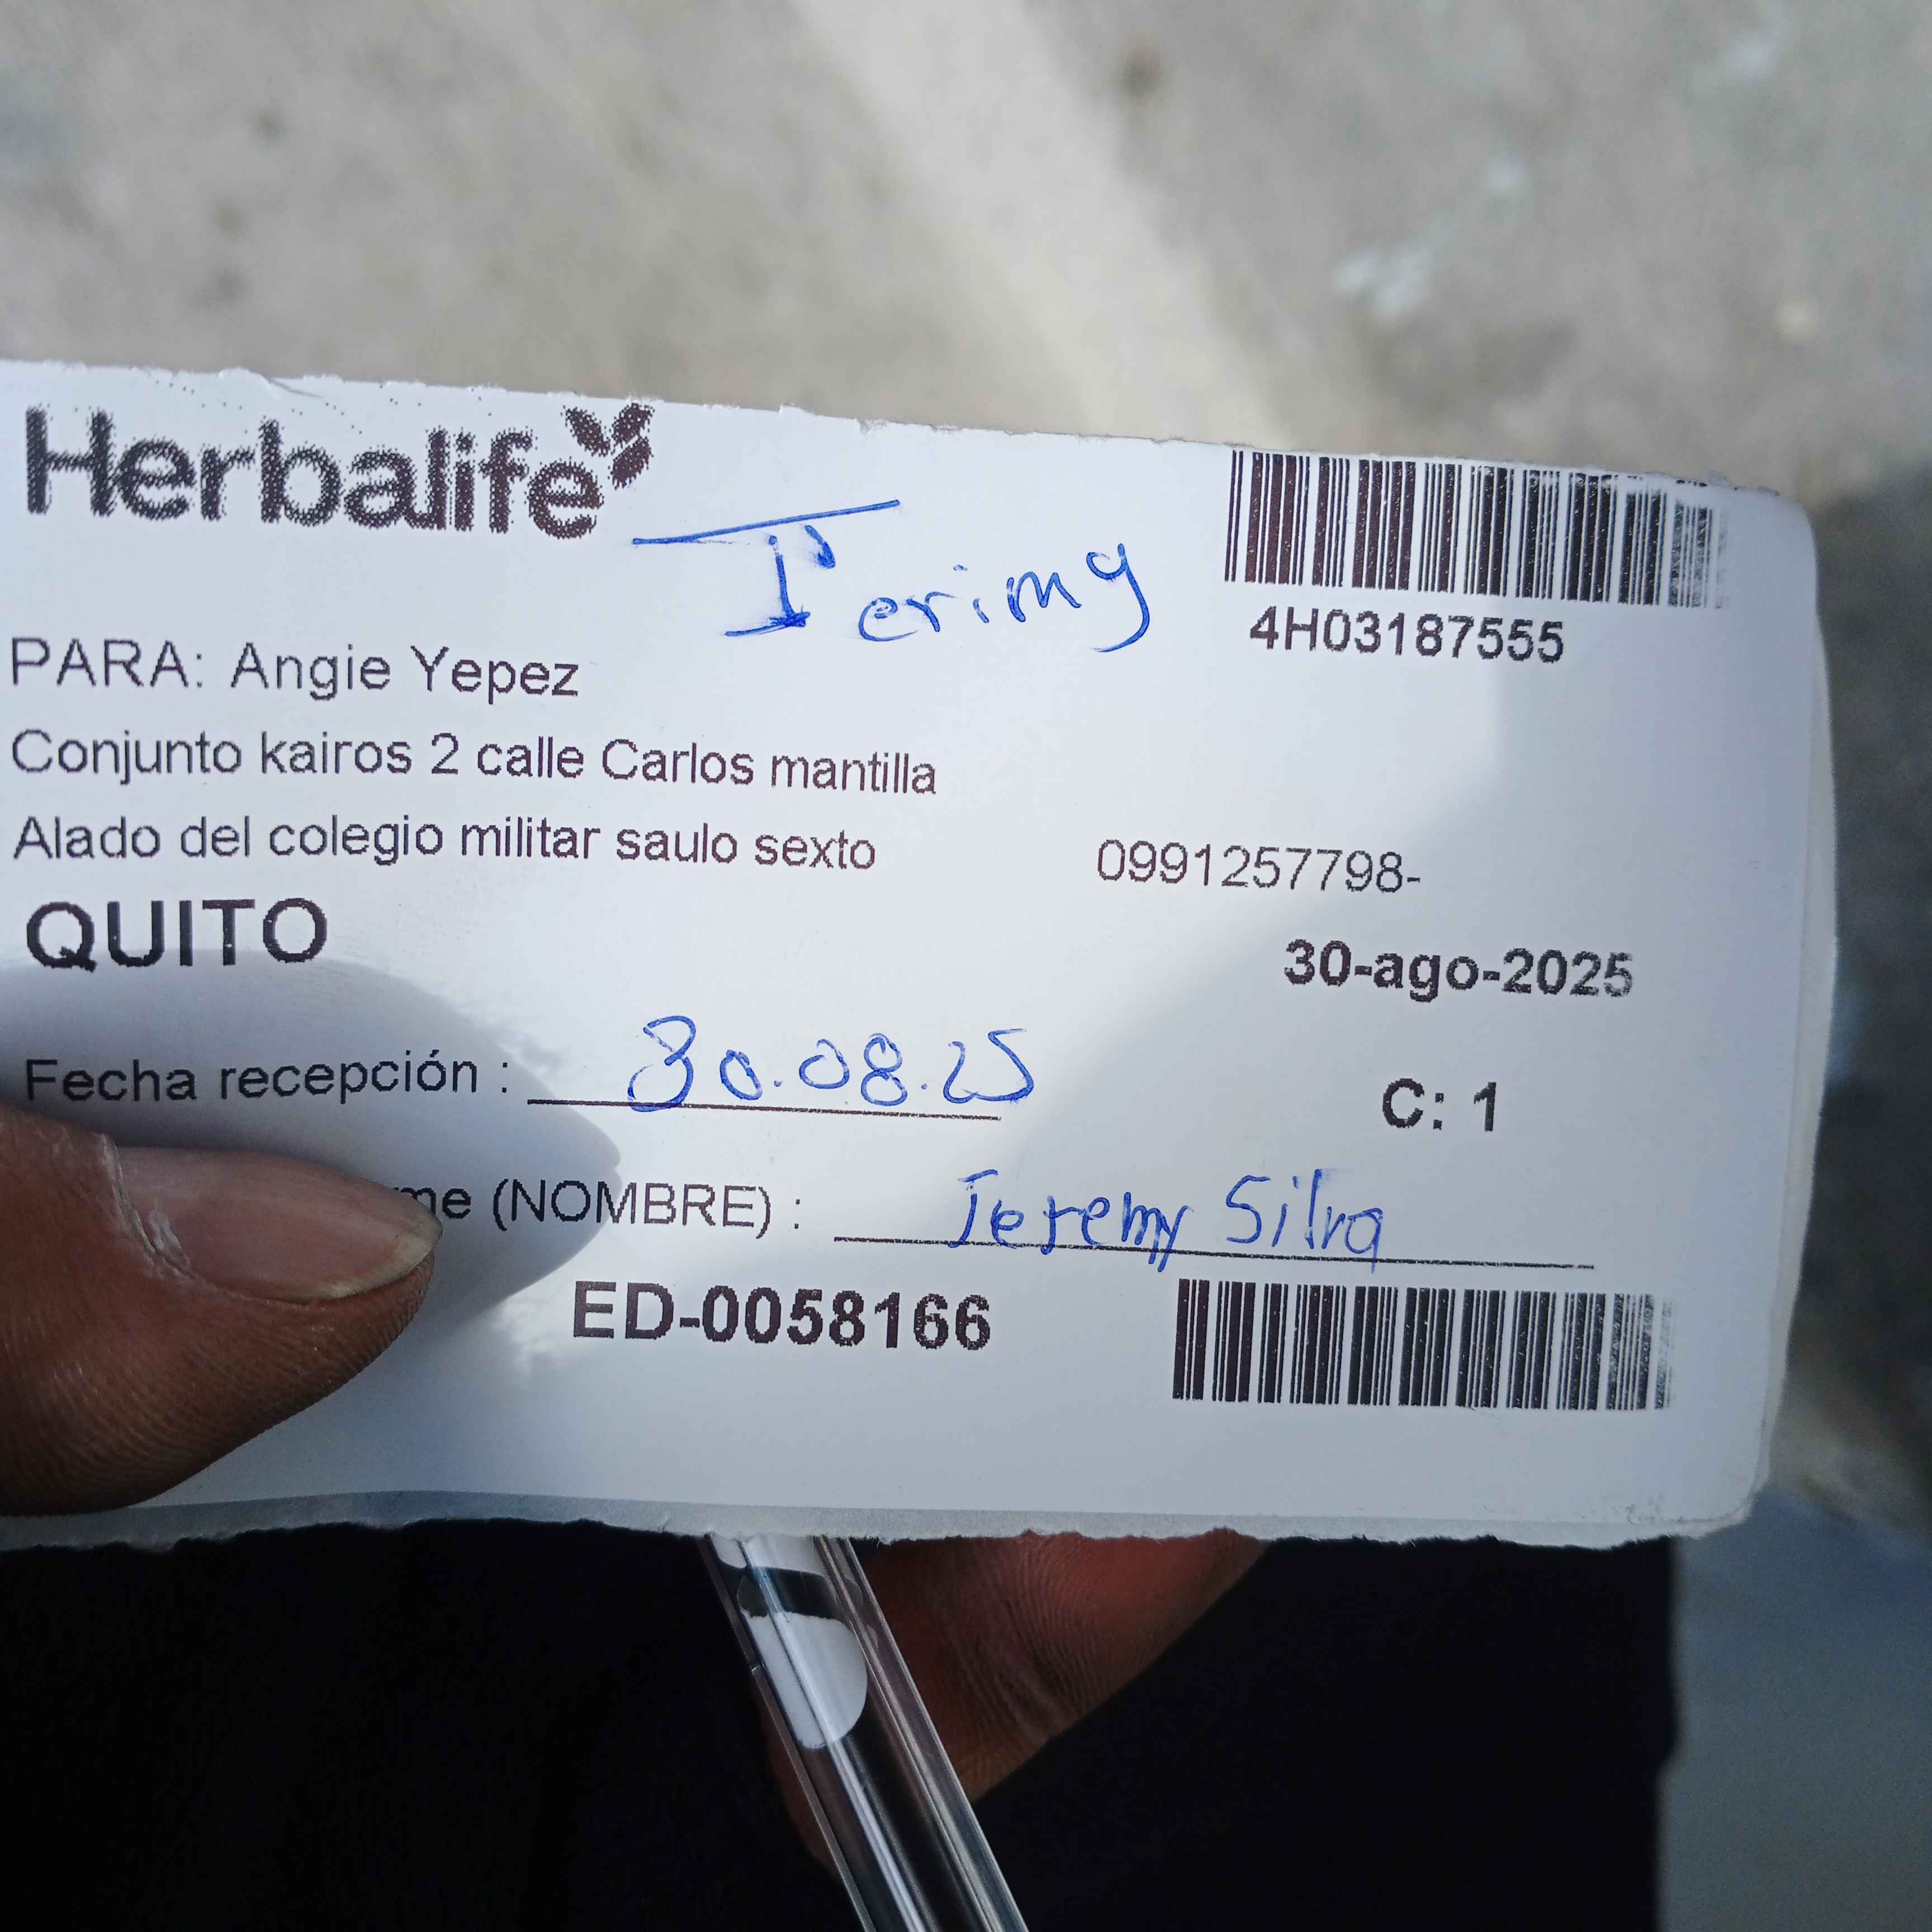 Herbalife
Jerimy
4H03187555
PARA: Angie Yepez
Conjunto kairos 2 calle Carlos mantilla
Alado del colegio militar saulo sexto 0991257798-
QUITO
30-ago-2025
Fecha recepción : 30.08.25
C: 1
me (NOMBRE) : Jeremy Silva
ED-0058166